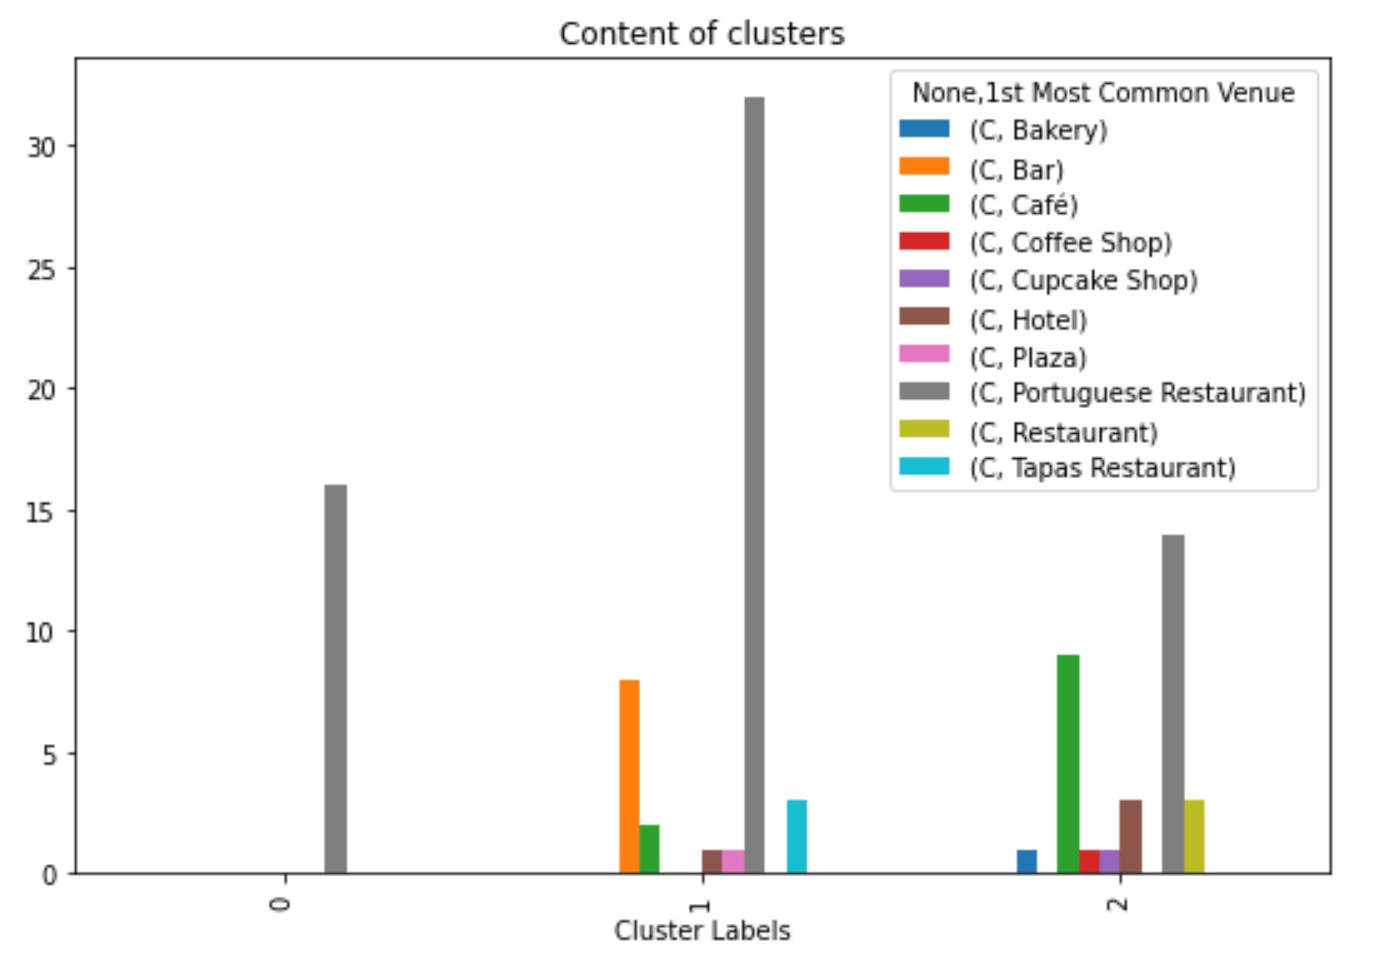 Content of clusters
None,1st Most Common Venue
(C, Bakery)
(C, Bar)
(C, Café)
(C, Coffee Shop)
(C, Cupcake Shop)
(C, Hotel)
(C, Plaza)
(C, Portuguese Restaurant)
(C, Restaurant)
(C, Tapas Restaurant)
30
25
20
15
10
5
0
0
1
2
Cluster Labels